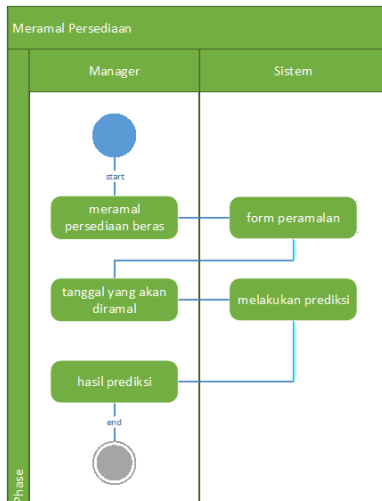 Meramal Persediaan
Manager
Sistem
start
meramal
persediaan beras
form peramalan
tanggal yang akan
diramal
melakukan prediksi
hasil prediksi
end
Phase